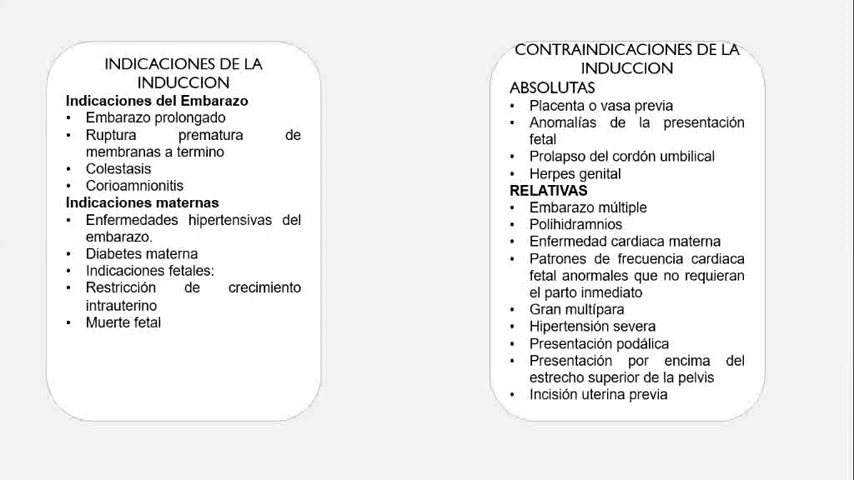 INDICACIONES DE LA
INDUCCION
Indicaciones del Embarazo
• Embarazo prolongado
• Ruptura prematura de
membranas a termino
• Colestasis
• Corioamnionitis
Indicaciones maternas
• Enfermedades hipertensivas del
embarazo.
• Diabetes materna
• Indicaciones fetales:
• Restricción de crecimiento
intrauterino
• Muerte fetal
CONTRAINDICACIONES DE LA
INDUCCION
ABSOLUTAS
• Placenta o vasa previa
• Anomalías de la presentación
fetal
• Prolapso del cordón umbilical
• Herpes genital
RELATIVAS
• Embarazo múltiple
• Polihidramnios
• Enfermedad cardiaca materna
• Patrones de frecuencia cardiaca
fetal anormales que no requieran
el parto inmediato
• Gran multípara
• Hipertensión severa
• Presentación podálica
• Presentación por encima del
estrecho superior de la pelvis
• Incisión uterina previa